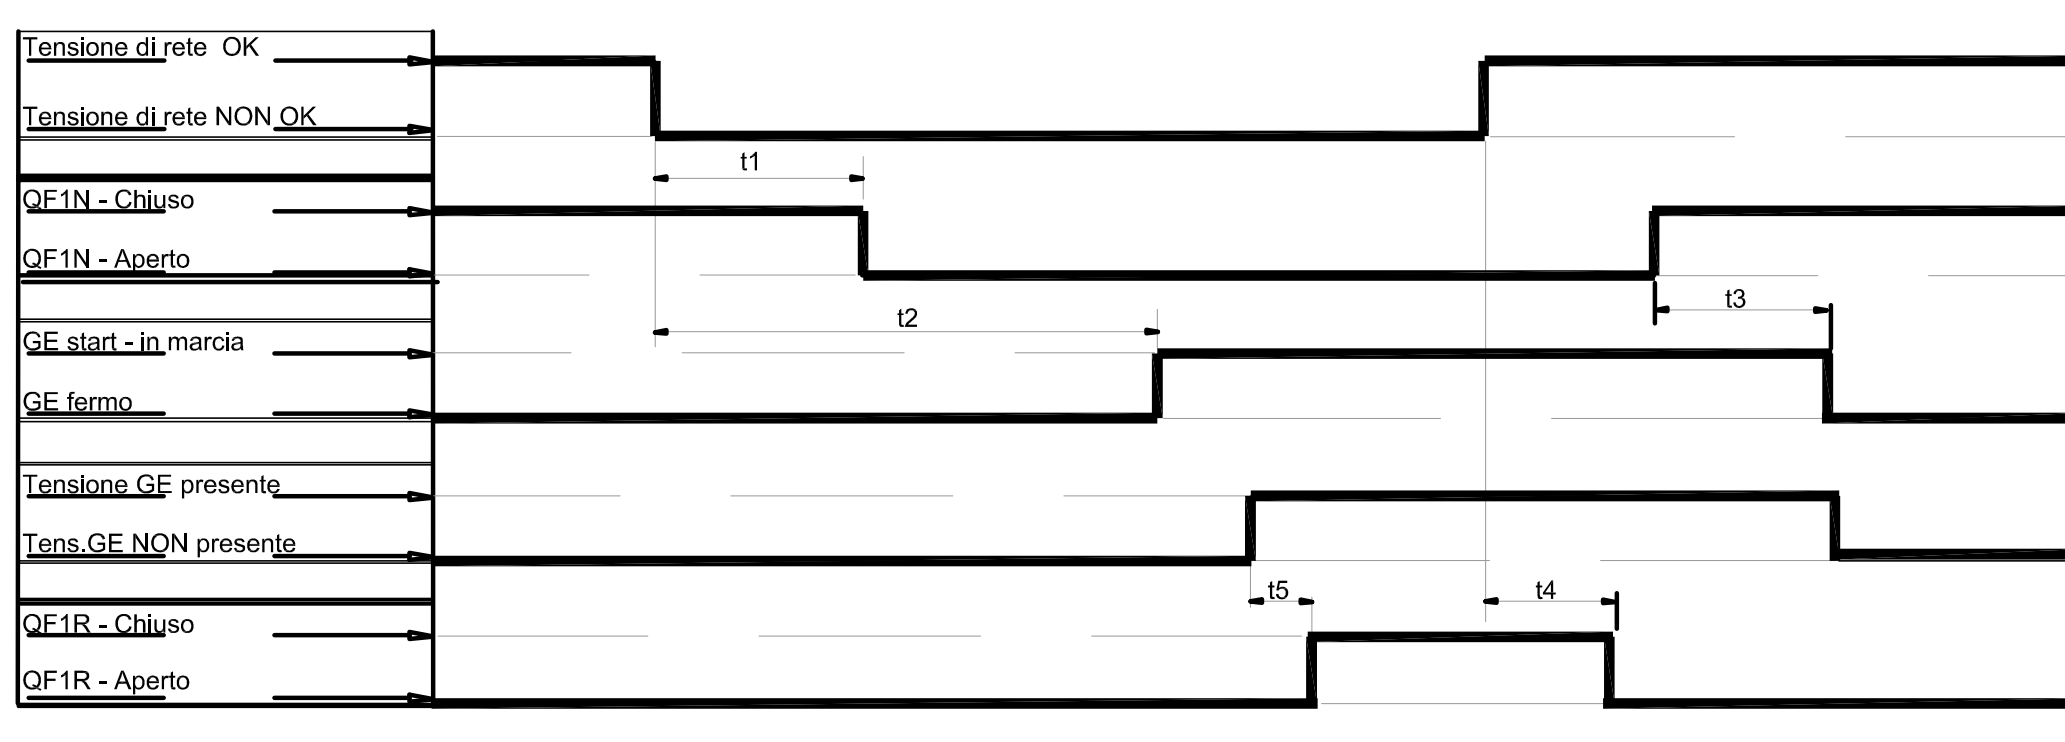 Tensione di rete OK
Tensione di rete NON OK
t1
QF1N - Chiuso
QF1N - Aperto
t3
t2
GE start - in marcia
GE fermo
Tensione GE presente
Tens.GE NON presente
t5
t4
QF1R - Chiuso
QF1R - Aperto